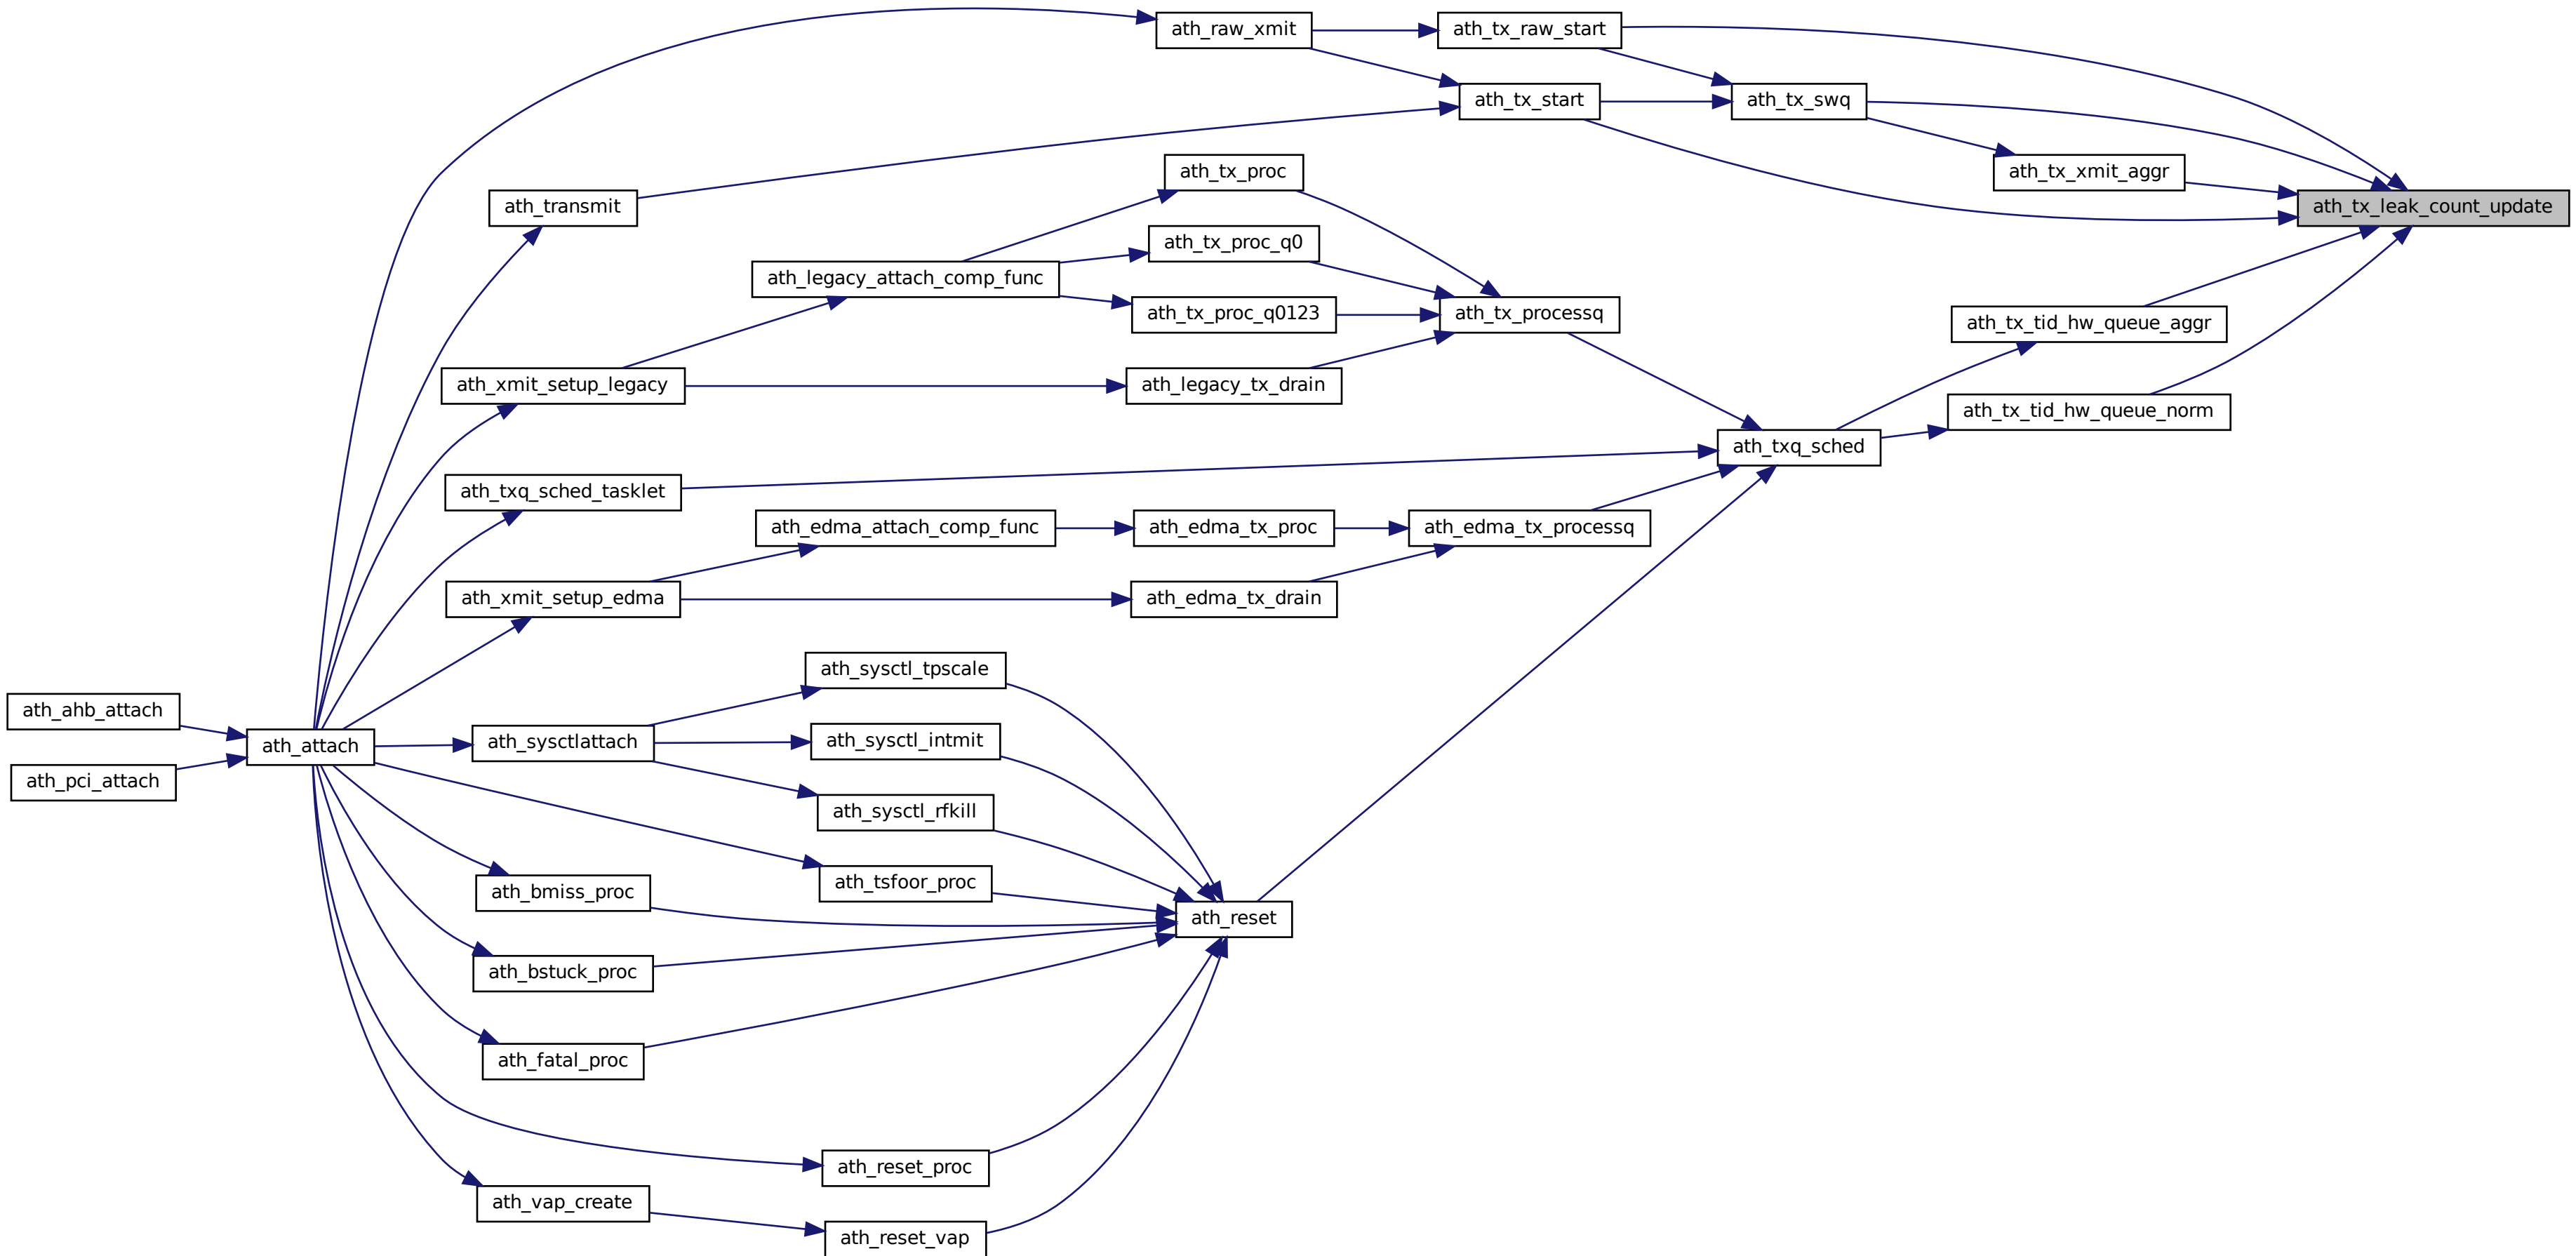 ath_raw_xmit
ath_tx_raw_start
ath_tx_start
ath_tx_swq
ath_tx_proc
ath_tx_xmit_aggr
ath_transmit
ath_tx_leak_count_update
ath_tx_proc_q0
ath_legacy_attach_comp_func
ath_tx_proc_q0123
ath_tx_processq
ath_tx_tid_hw_queue_aggr
ath_xmit_setup_legacy
ath_legacy_tx_drain
ath_tx_tid_hw_queue_norm
ath_txq_sched
ath_txq_sched_tasklet
ath_edma_attach_comp_func
ath_edma_tx_proc
ath_edma_tx_processq
ath_xmit_setup_edma
ath_edma_tx_drain
ath_sysctl_tpscale
ath_ahb_attach
ath_attach
ath_sysctlattach
ath_sysctl_intmit
ath_pci_attach
ath_sysctl_rfkill
ath_tsfoor_proc
ath_bmiss_proc
ath_reset
ath_bstuck_proc
ath_fatal_proc
ath_reset_proc
ath_vap_create
ath_reset_vap